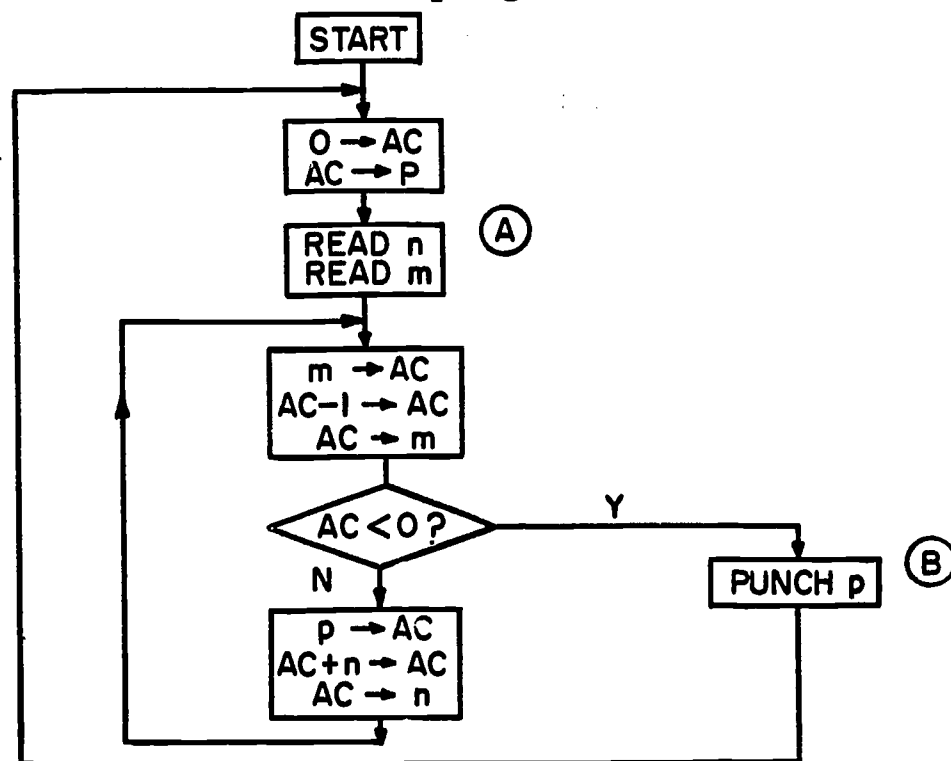 START
0 → AC
AC → P
READ n
READ m
A
m → AC
AC-1 → AC
AC → m
AC < 0?
Y
N
B
PUNCH p
p → AC
AC+n → AC
AC → n